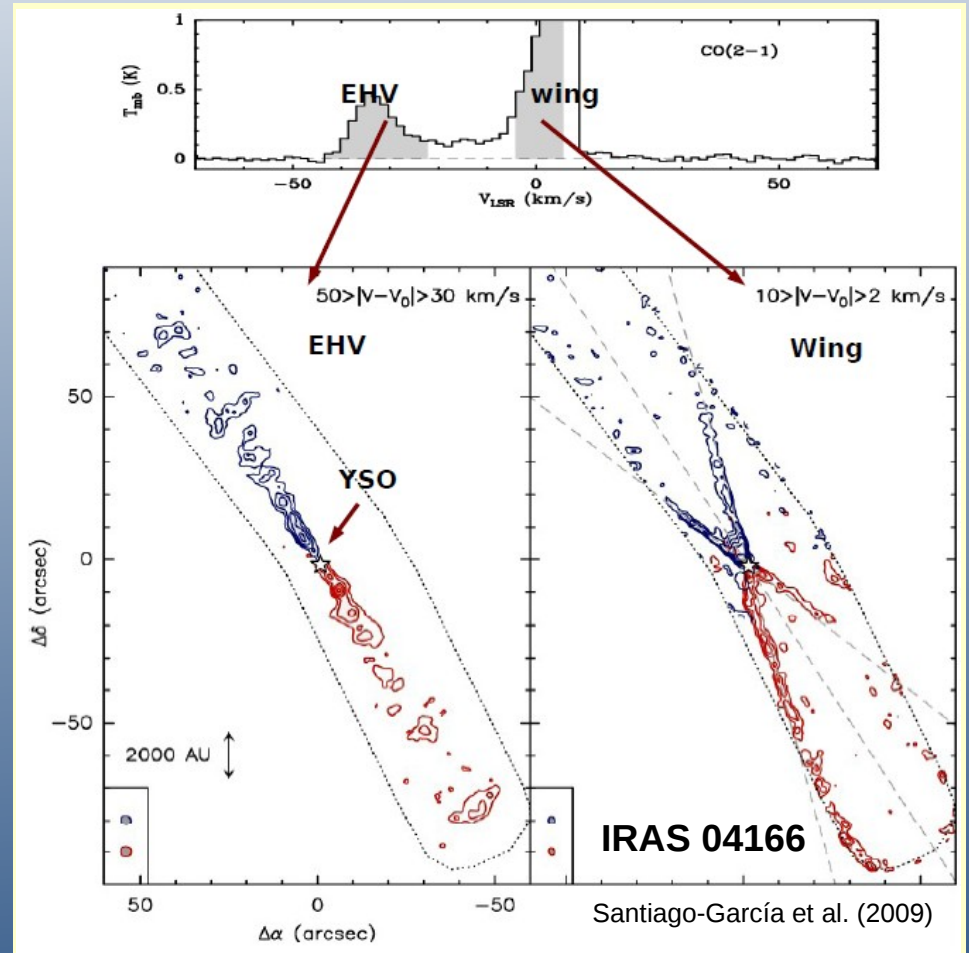 CO(2−1)
T_mb (K)
1
0.5
0
EHV
wing
−50
0
50
V_LSR (km/s)
50>|V−V₀|>30 km/s
EHV
YSO
10>|V−V₀|>2 km/s
Wing
Δδ (arcsec)
50
0
−50
2000 AU
IRAS 04166
50
0
−50
Δα (arcsec)
Santiago-García et al. (2009)